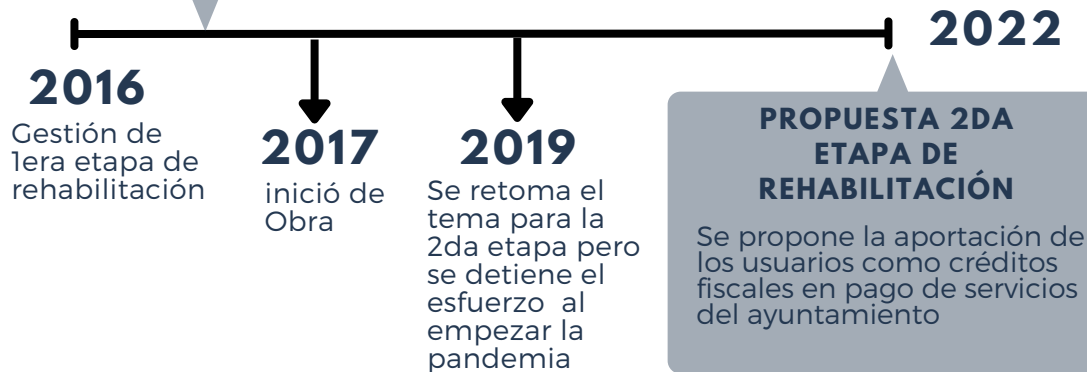 2016
Gestión de
1era etapa de
rehabilitación
2017
inició de
Obra
2019
Se retoma el
tema para la
2da etapa pero
se detiene el
esfuerzo al
empezar la
pandemia
2022
PROPUESTA 2DA
ETAPA DE
REHABILITACIÓN
Se propone la aportación de
los usuarios como créditos
fiscales en pago de servicios
del ayuntamiento